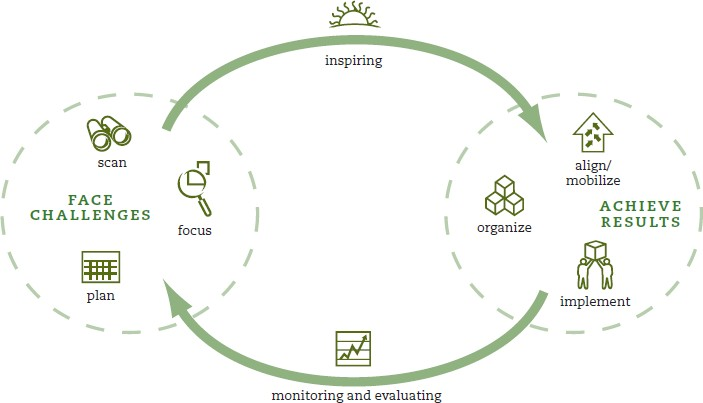 inspiring
scan
FACE
CHALLENGES
focus
plan
align/
mobilize
ACHIEVE
RESULTS
organize
implement
monitoring and evaluating